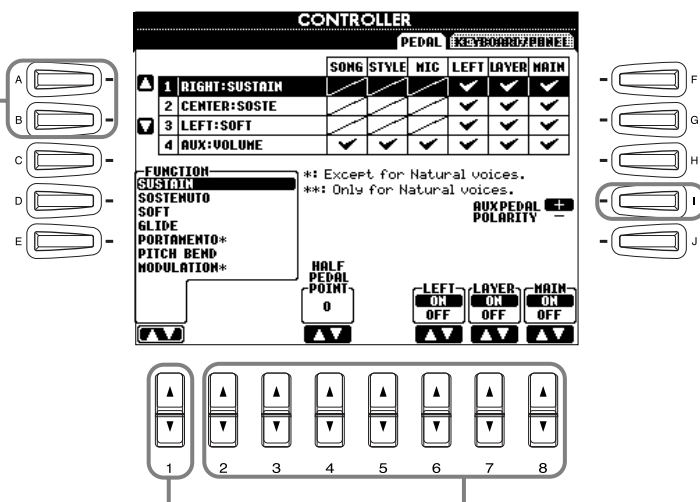 CONTROLLER
PEDAL KEYBOARD/PANEL
SONG STYLE MIC LEFT LAYER MAIN
1 RIGHT:SUSTAIN
2 CENTER:SOSTE
3 LEFT:SOFT
4 AUX:VOLUME
A
B
C
D
E
F
G
H
I
J
FUNCTION
SUSTAIN
SOSTENUTO
SOFT
GLIDE
PORTAMENTO*
PITCH BEND
MODULATION*
*: Except for Natural voices.
**: Only for Natural voices.
AUX PEDAL +
POLARITY −
HALF
PEDAL
POINT
0
LEFT LAYER MAIN
ON ON ON
OFF OFF OFF
1 2 3 4 5 6 7 8